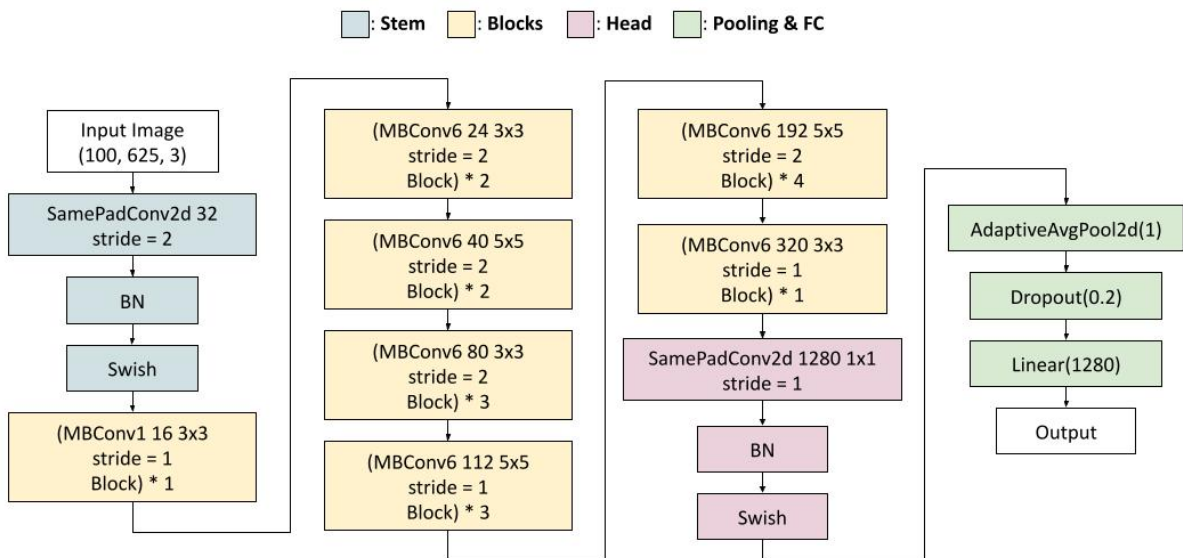 : Stem : Blocks : Head : Pooling & FC
Input Image
(100, 625, 3)
SamePadConv2d 32
stride = 2
BN
Swish
(MBConv1 16 3x3
stride = 1
Block) * 1
(MBConv6 24 3x3
stride = 2
Block) * 2
(MBConv6 40 5x5
stride = 2
Block) * 2
(MBConv6 80 3x3
stride = 2
Block) * 3
(MBConv6 112 5x5
stride = 1
Block) * 3
(MBConv6 192 5x5
stride = 2
Block) * 4
(MBConv6 320 3x3
stride = 1
Block) * 1
SamePadConv2d 1280 1x1
stride = 1
BN
Swish
AdaptiveAvgPool2d(1)
Dropout(0.2)
Linear(1280)
Output